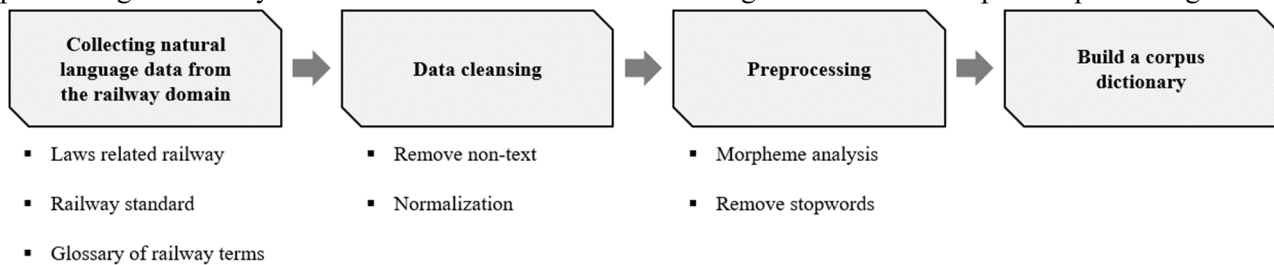 Collecting natural
language data from
the railway domain
Data cleansing
Preprocessing
Build a corpus
dictionary
▪ Laws related railway
▪ Railway standard
▪ Glossary of railway terms
▪ Remove non-text
▪ Normalization
▪ Morpheme analysis
▪ Remove stopwords